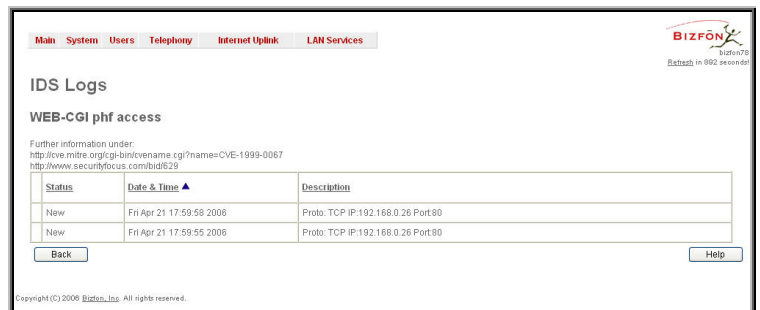 Main System Users Telephony Internet Uplink LAN Services
BIZFŌN
bizfon78
Refresh in 892 seconds!
IDS Logs
WEB-CGI phf access
Further information under:
http://cve.mitre.org/cgi-bin/cvename.cgi?name=CVE-1999-0067
http://www.securityfocus.com/bid/629
Status Date & Time ▲ Description
New Fri Apr 21 17:59:58 2006 Proto: TCP IP:192.168.0.26 Port:80
New Fri Apr 21 17:59:55 2006 Proto: TCP IP:192.168.0.26 Port:80
Back Help
Copyright (C) 2006 Bizfon, Inc. All rights reserved.